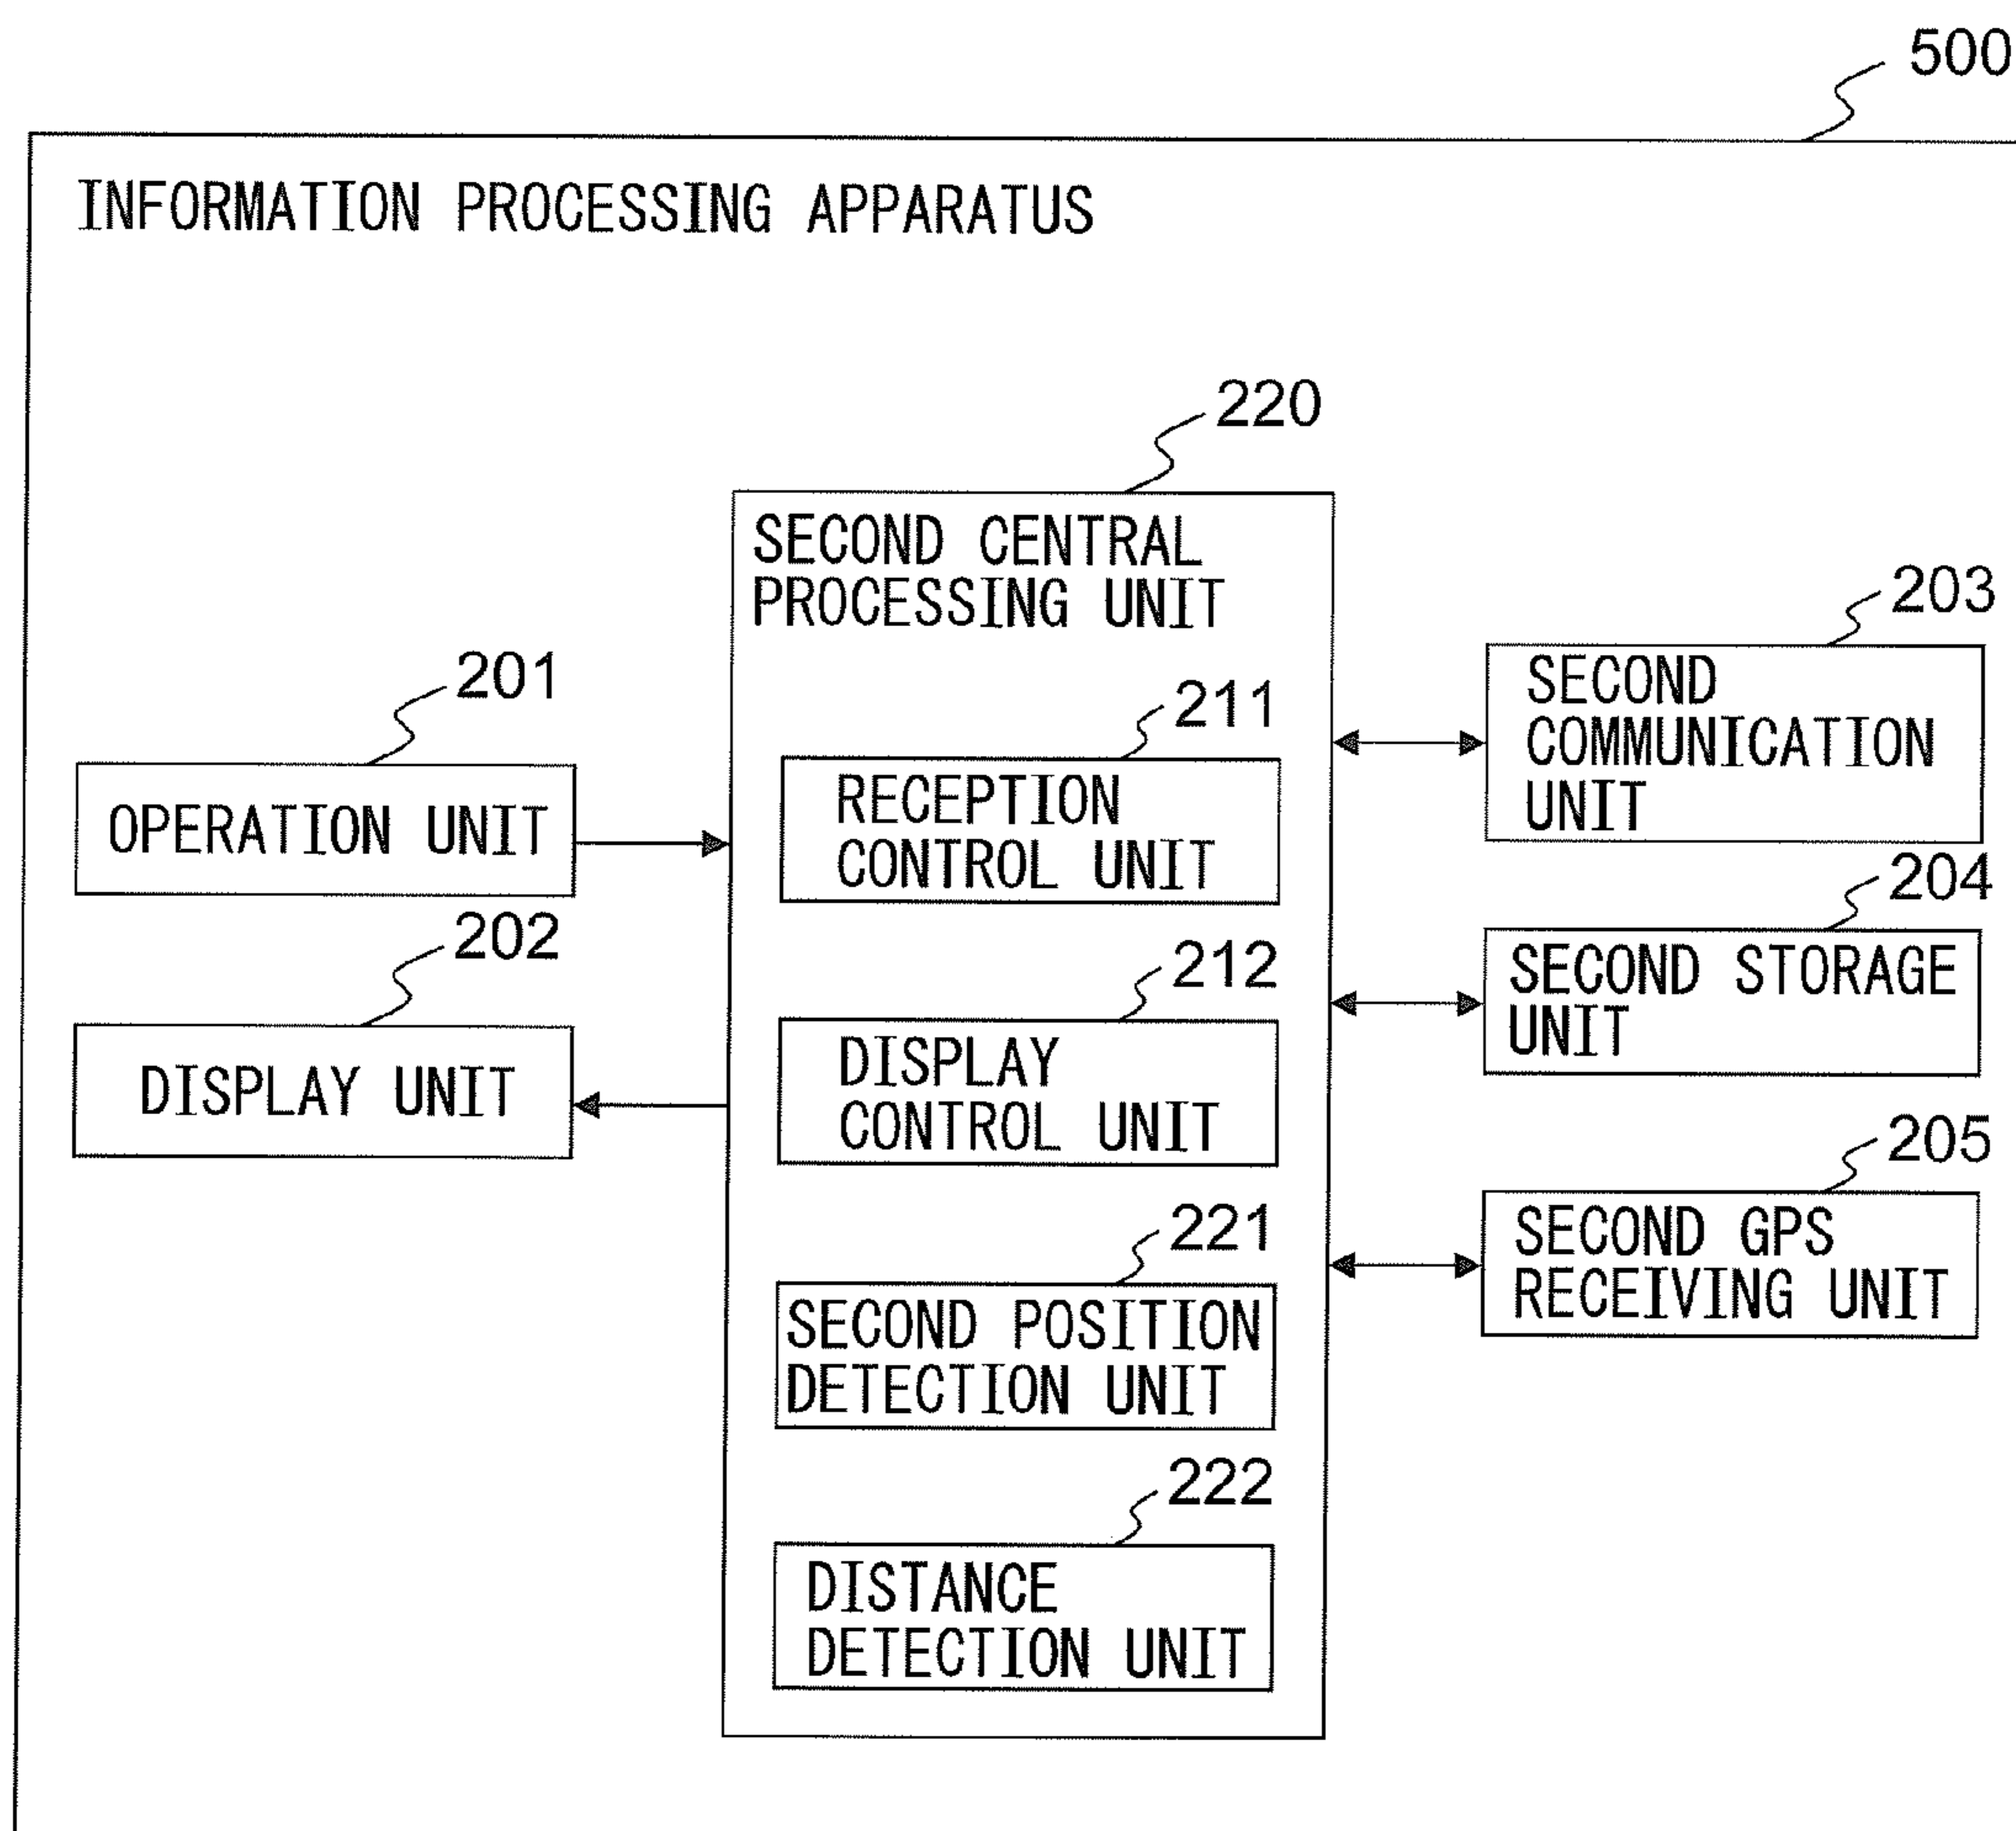 500
INFORMATION PROCESSING APPARATUS
220
SECOND CENTRAL
PROCESSING UNIT
201
OPERATION UNIT
202
DISPLAY UNIT
211
RECEPTION
CONTROL UNIT
212
DISPLAY
CONTROL UNIT
221
SECOND POSITION
DETECTION UNIT
222
DISTANCE
DETECTION UNIT
203
SECOND
COMMUNICATION
UNIT
204
SECOND STORAGE
UNIT
205
SECOND GPS
RECEIVING UNIT